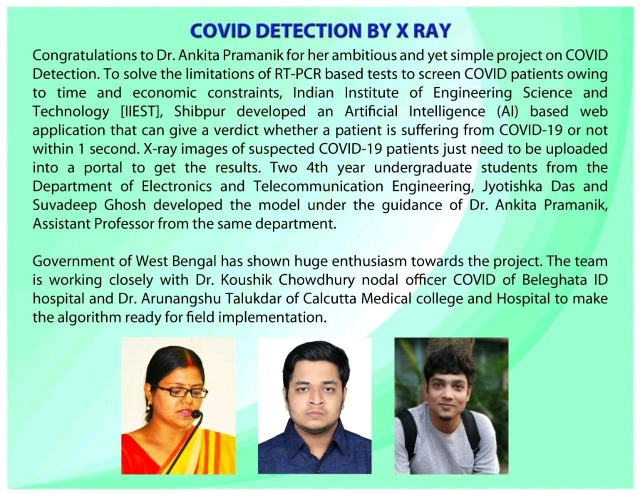 COVID DETECTION BY X RAY
Congratulations to Dr. Ankita Pramanik for her ambitious and yet simple project on COVID
Detection. To solve the limitations of RT-PCR based tests to screen COVID patients owing
to time and economic constraints, Indian Institute of Engineering Science and
Technology [IIEST], Shibpur developed an Artificial Intelligence (AI) based web
application that can give a verdict whether a patient is suffering from COVID-19 or not
within 1 second. X-ray images of suspected COVID-19 patients just need to be uploaded
into a portal to get the results. Two 4th year undergraduate students from the
Department of Electronics and Telecommunication Engineering, Jyotishka Das and
Suvadeep Ghosh developed the model under the guidance of Dr. Ankita Pramanik,
Assistant Professor from the same department.
Government of West Bengal has shown huge enthusiasm towards the project. The team
is working closely with Dr. Koushik Chowdhury nodal officer COVID of Beleghata ID
hospital and Dr. Arunangshu Talukdar of Calcutta Medical college and Hospital to make
the algorithm ready for field implementation.